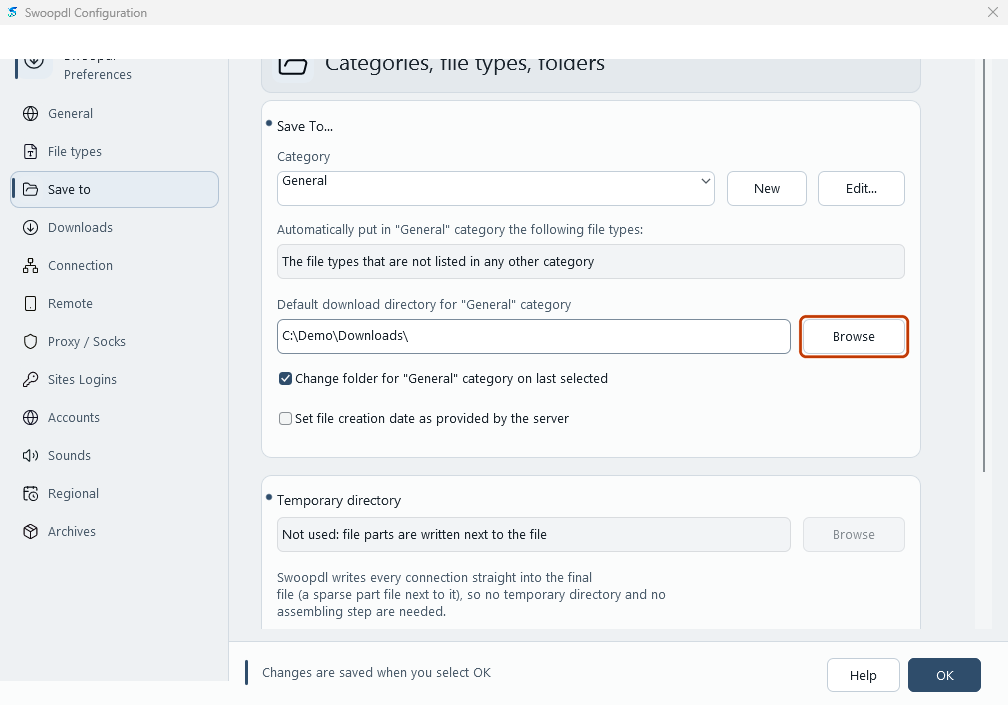 Swoopdl Configuration
Preferences
Categories, file types, folders
General
File types
Save to
Downloads
Connection
Remote
Proxy / Socks
Sites Logins
Accounts
Sounds
Regional
Archives
Save To...
Category
General
New
Edit...
Automatically put in "General" category the following file types:
The file types that are not listed in any other category
Default download directory for "General" category
C:\Demo\Downloads\
Browse
Change folder for "General" category on last selected
Set file creation date as provided by the server
Temporary directory
Not used: file parts are written next to the file
Browse
Swoopdl writes every connection straight into the final
file (a sparse part file next to it), so no temporary directory and no
assembling step are needed.
Changes are saved when you select OK
Help
OK